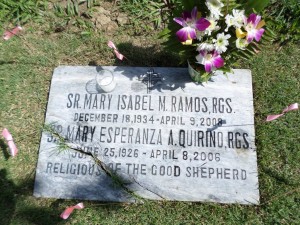 SR. MARY ISABEL M. RAMOS, RGS.
DECEMBER 18, 1934 - APRIL 9, 2008
SR. MARY ESPERANZA A. QUIRINO, RGS.
JUNE 25, 1926 - APRIL 8, 2006
RELIGIOUS OF THE GOOD SHEPHERD